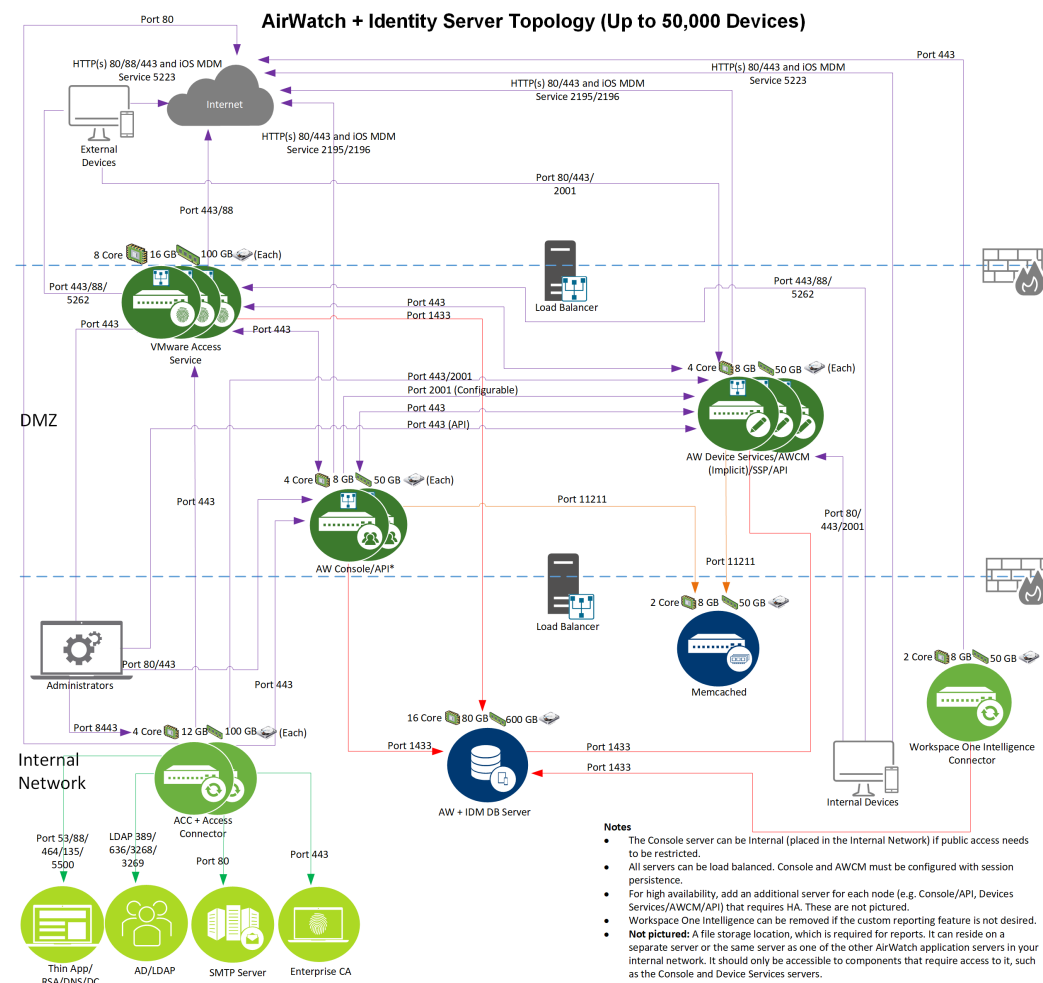 AirWatch + Identity Server Topology (Up to 50,000 Devices)
Port 80
Port 443
HTTP(s) 80/88/443 and iOS MDM
Service 5223
HTTP(s) 80/443 and iOS MDM
Service 5223
HTTP(s) 80/443 and iOS MDM
Service 2195/2196
Internet
HTTP(s) 80/443 and iOS MDM
Service 2195/2196
External
Devices
Port 80/443/
2001
Port 443/88
8 Core
16 GB
100 GB
(Each)
Port 443/88/
5262
Port 443/88/
5262
Load Balancer
Port 443
Port 1433
Port 443
Port 443
VMware Access
Service
4 Core
8 GB
50 GB
(Each)
Port 443/2001
Port 2001 (Configurable)
Port 443
Port 443 (API)
DMZ
AW Device Services/AWCM
(Implicit)/SSP/API
4 Core
8 GB
50 GB
(Each)
Port 443
Port 11211
Port 80/
443/2001
AW Console/API*
Port 11211
Load Balancer
2 Core
8 GB
50 GB
Port 80/443
Port 443
Administrators
Memcached
2 Core
8 GB
50 GB
Port 8443
4 Core
12 GB
100 GB
(Each)
16 Core
80 GB
600 GB
Port 1433
Port 1433
Port 1433
Workspace One Intelligence
Connector
Internal
Network
AW + IDM DB Server
Internal Devices
ACC + Access
Connector
Port 53/88/
464/135/
5500
LDAP 389/
636/3268/
3269
Port 80
Port 443
Thin App/
RSA/DNS/DC
AD/LDAP
SMTP Server
Enterprise CA
Notes
• The Console server can be Internal (placed in the Internal Network) if public access needs
to be restricted.
• All servers can be load balanced. Console and AWCM must be configured with session
persistence.
• For high availability, add an additional server for each node (e.g. Console/API, Devices
Services/AWCM/API) that requires HA. These are not pictured.
• Workspace One Intelligence can be removed if the custom reporting feature is not desired.
• Not pictured: A file storage location, which is required for reports. It can reside on a
separate server or the same server as one of the other AirWatch application servers in your
internal network. It should only be accessible to components that require access to it, such
as the Console and Device Services servers.